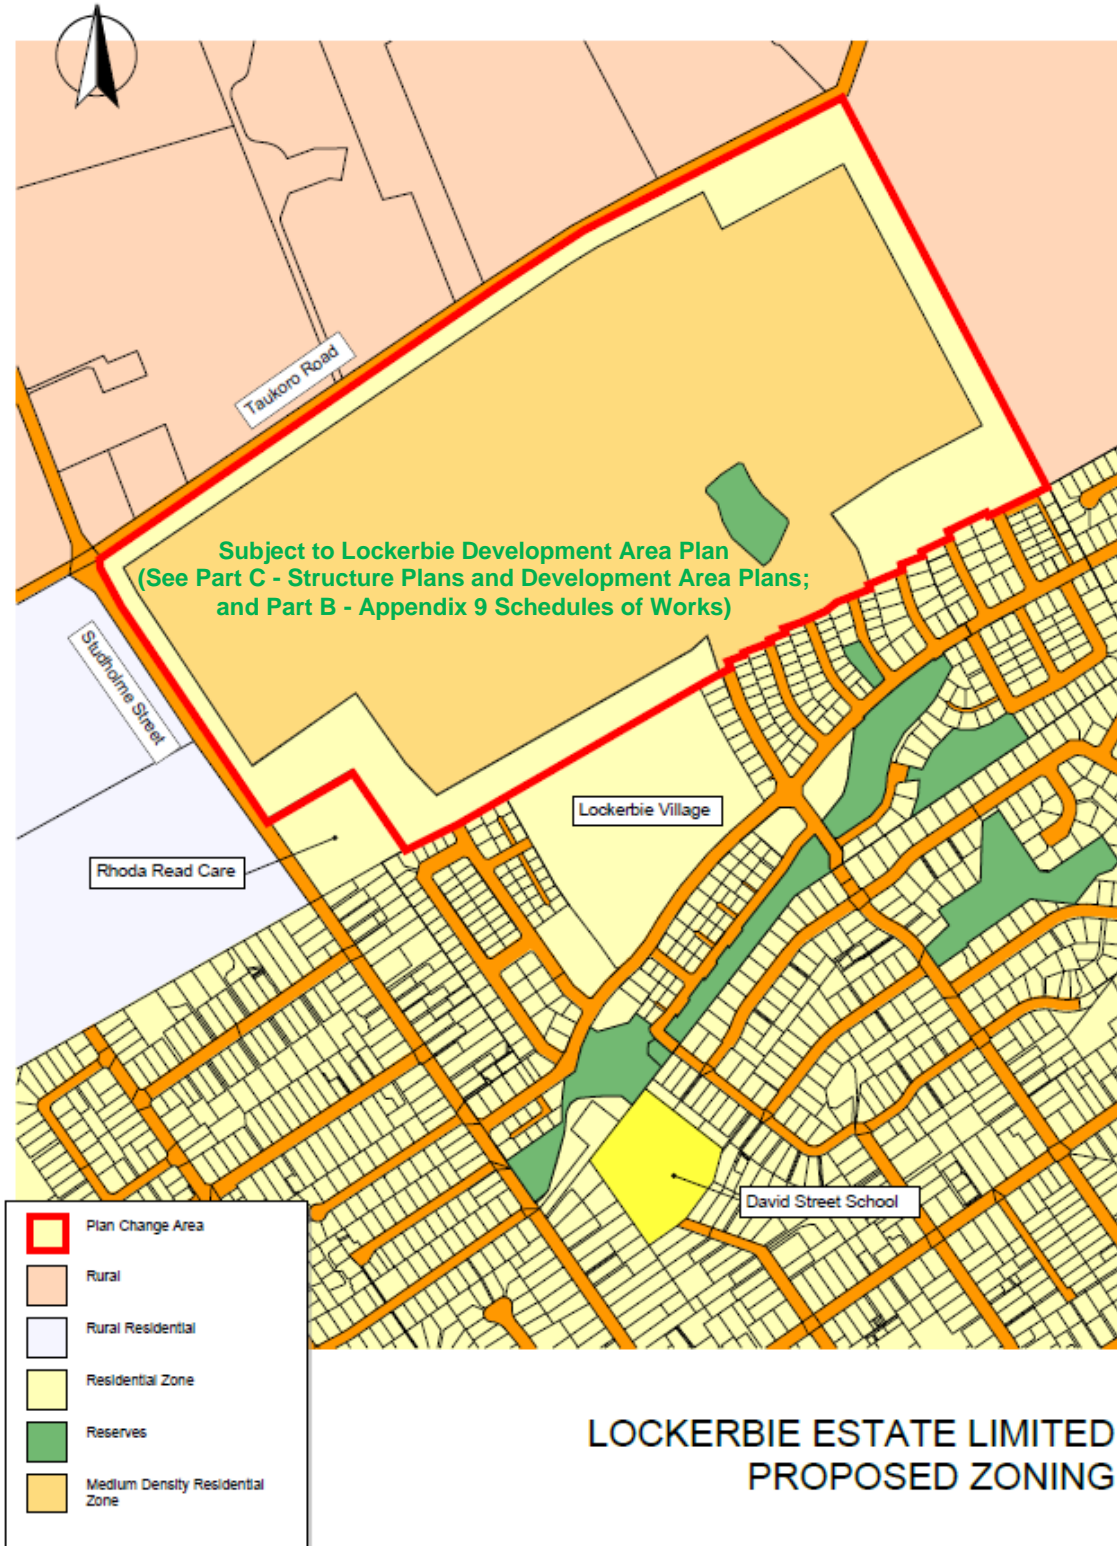 Taukoro Road
Subject to Lockerbie Development Area Plan
(See Part C - Structure Plans and Development Area Plans;
and Part B - Appendix 9 Schedules of Works)
Studholme Street
Lockerbie Village
Rhoda Read Care
David Street School
Plan Change Area
Rural
Rural Residential
Residential Zone
Reserves
Medium Density Residential
Zone
LOCKERBIE ESTATE LIMITED
PROPOSED ZONING